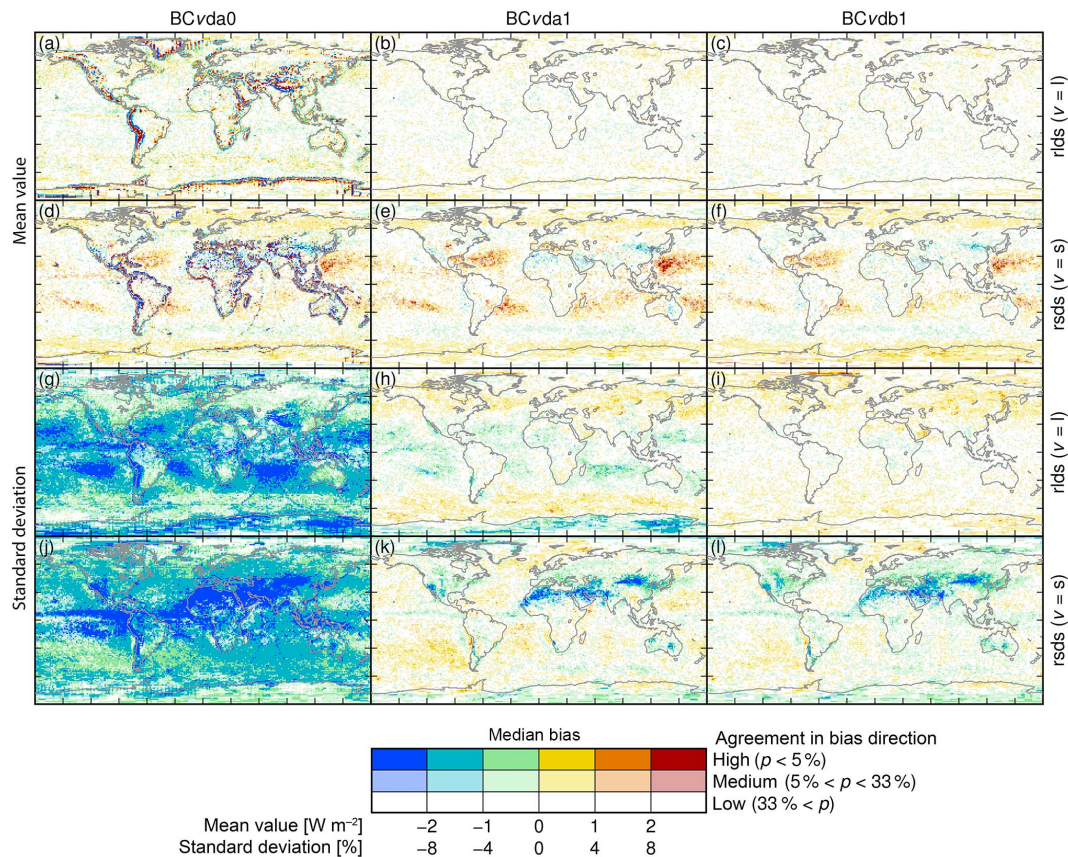 BCvda0 BCvda1 BCvdb1
(a) (b) (c)
rlds (v = l)
Mean value
(d) (e) (f)
rsds (v = s)
(g) (h) (i)
rlds (v = l)
Standard deviation
(j) (k) (l)
rsds (v = s)
Median bias Agreement in bias direction
High (p < 5 %)
Medium (5 % < p < 33 %)
Low (33 % < p)
Mean value [W m⁻²] −2 −1 0 1 2
Standard deviation [%] −8 −4 0 4 8